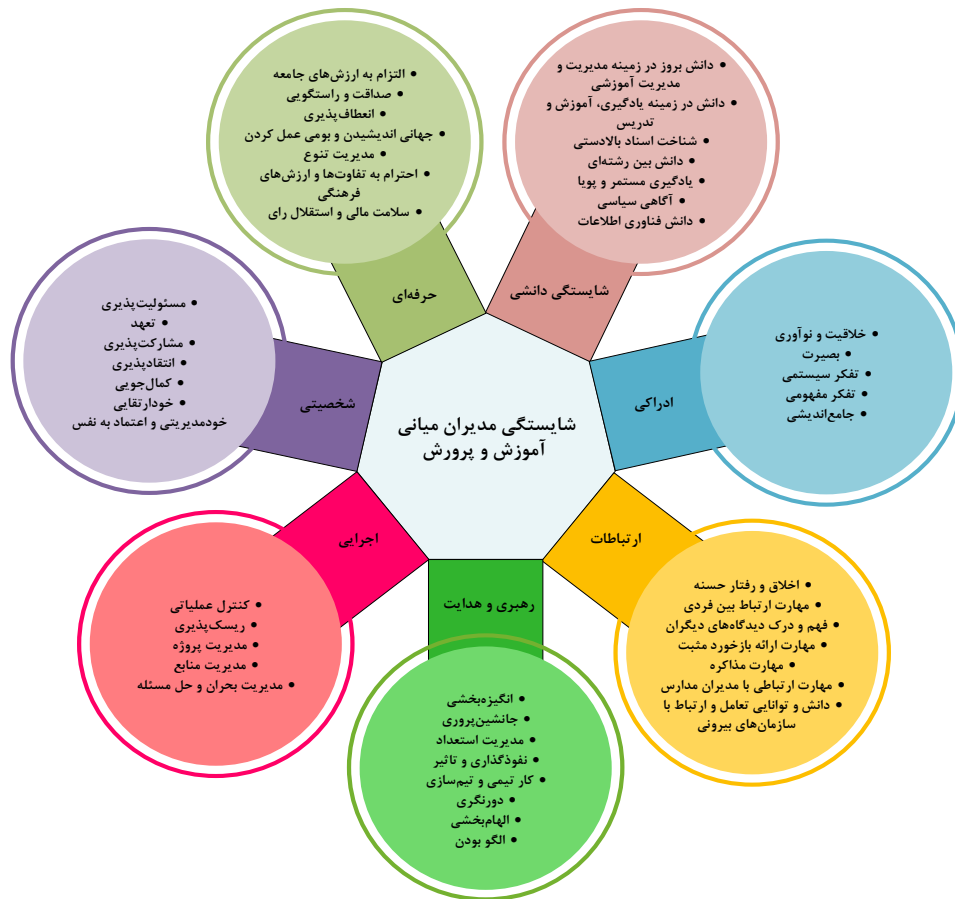 شایستگی مدیران میانی
آموزش و پرورش
شایستگی دانشی
• دانش بروز در زمینه مدیریت و
مدیریت آموزشی
• دانش در زمینه یادگیری، آموزش و
تدریس
• شناخت اسناد بالادستی
• دانش بین رشته‌ای
• یادگیری مستمر و پویا
• آگاهی سیاسی
• دانش فناوری اطلاعات
ادراکی
• خلاقیت و نوآوری
• بصیرت
• تفکر سیستمی
• تفکر مفهومی
• جامع‌اندیشی
ارتباطات
• اخلاق و رفتار حسنه
• مهارت ارتباط بین فردی
• فهم و درک دیدگاه‌های دیگران
• مهارت ارائه بازخورد مثبت
• مهارت مذاکره
• مهارت ارتباطی با مدیران مدارس
• دانش و توانایی تعامل و ارتباط با
سازمان‌های بیرونی
رهبری و هدایت
• انگیزه‌بخشی
• جانشین‌پروری
• مدیریت استعداد
• نفوذگذاری و تاثیر
• کار تیمی و تیم‌سازی
• دورنگری
• الهام‌بخشی
• الگو بودن
اجرایی
• کنترل عملیاتی
• ریسک‌پذیری
• مدیریت پروژه
• مدیریت منابع
• مدیریت بحران و حل مسئله
شخصیتی
• مسئولیت‌پذیری
• تعهد
• مشارکت‌پذیری
• انتقادپذیری
• کمال‌جویی
• خودارتقایی
خودمدیریتی و اعتماد به نفس
حرفه‌ای
• التزام به ارزش‌های جامعه
• صداقت و راستگویی
• انعطاف‌پذیری
• جهانی اندیشیدن و بومی عمل کردن
• مدیریت تنوع
• احترام به تفاوت‌ها و ارزش‌های
فرهنگی
• سلامت مالی و استقلال رای